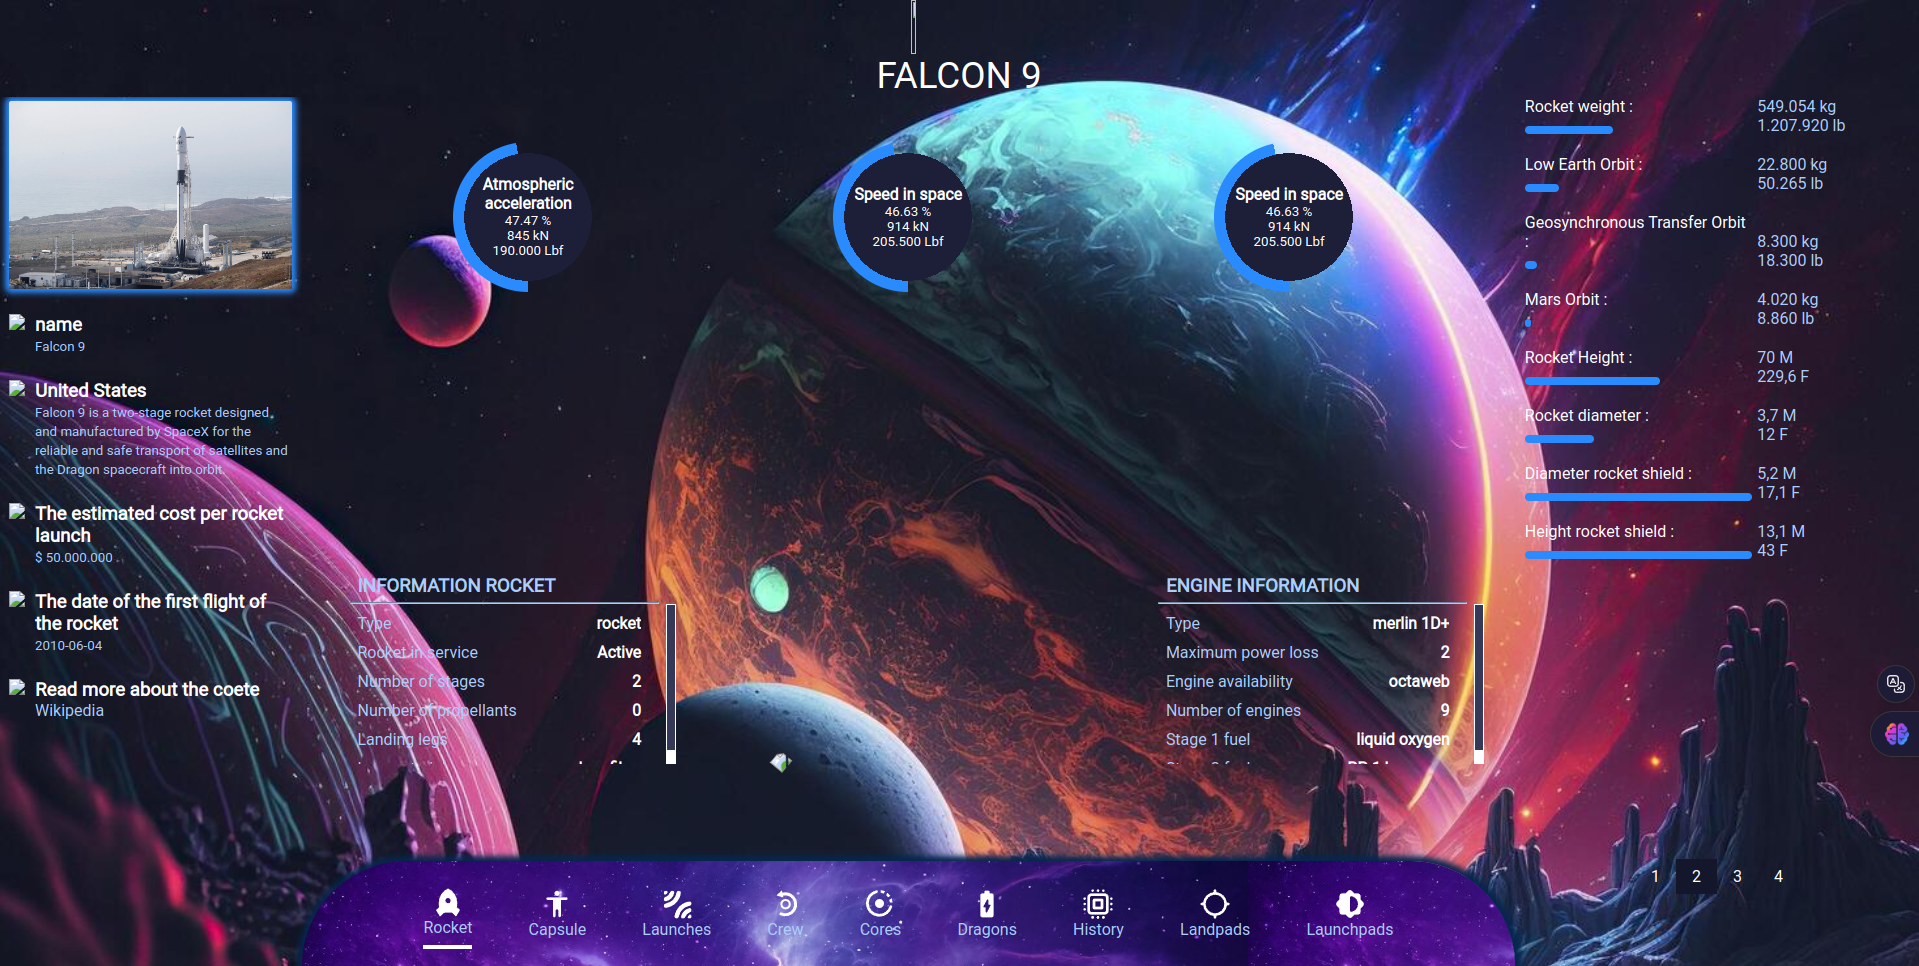 FALCON 9
name
Falcon 9
United States
Falcon 9 is a two-stage rocket designed
and manufactured by SpaceX for the
reliable and safe transport of satellites and
the Dragon spacecraft into orbit.
The estimated cost per rocket
launch
$ 50.000.000
The date of the first flight of
the rocket
2010-06-04
Read more about the coete
Wikipedia
Atmospheric
acceleration
47.47 %
845 kN
190.000 Lbf
Speed in space
46.63 %
914 kN
205.500 Lbf
Speed in space
46.63 %
914 kN
205.500 Lbf
Rocket weight :
549.054 kg
1.207.920 lb
Low Earth Orbit :
22.800 kg
50.265 lb
Geosynchronous Transfer Orbit
:
8.300 kg
18.300 lb
Mars Orbit :
4.020 kg
8.860 lb
Rocket Height :
70 M
229,6 F
Rocket diameter :
3,7 M
12 F
Diameter rocket shield :
5,2 M
17,1 F
Height rocket shield :
13,1 M
43 F
INFORMATION ROCKET
Type rocket
Rocket in service Active
Number of stages 2
Number of propellants 0
Landing legs 4
ENGINE INFORMATION
Type merlin 1D+
Maximum power loss 2
Engine availability octaweb
Number of engines 9
Stage 1 fuel liquid oxygen
1 2 3 4
Rocket Capsule Launches Crew Cores Dragons History Landpads Launchpads